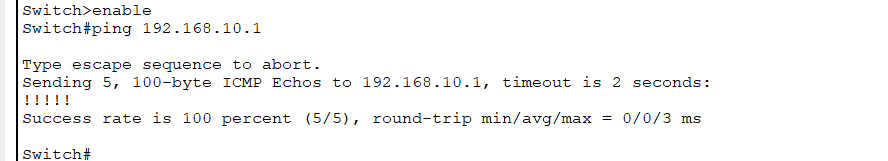 Switch>enable
Switch#ping 192.168.10.1
Type escape sequence to abort.
Sending 5, 100-byte ICMP Echos to 192.168.10.1, timeout is 2 seconds:
!!!!!
Success rate is 100 percent (5/5), round-trip min/avg/max = 0/0/3 ms
Switch#